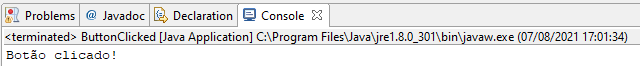 Problems @ Javadoc Declaration Console
<terminated> ButtonClicked [Java Application] C:\Program Files\Java\jre1.8.0_301\bin\javaw.exe (07/08/2021 17:01:34)
Botão clicado!